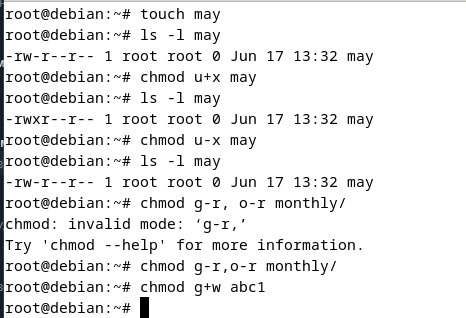 root@debian:~# touch may
root@debian:~# ls -l may
-rw-r--r-- 1 root root 0 Jun 17 13:32 may
root@debian:~# chmod u+x may
root@debian:~# ls -l may
-rwxr--r-- 1 root root 0 Jun 17 13:32 may
root@debian:~# chmod u-x may
root@debian:~# ls -l may
-rw-r--r-- 1 root root 0 Jun 17 13:32 may
root@debian:~# chmod g-r, o-r monthly/
chmod: invalid mode: ‘g-r,’
Try 'chmod --help' for more information.
root@debian:~# chmod g-r,o-r monthly/
root@debian:~# chmod g+w abc1
root@debian:~#